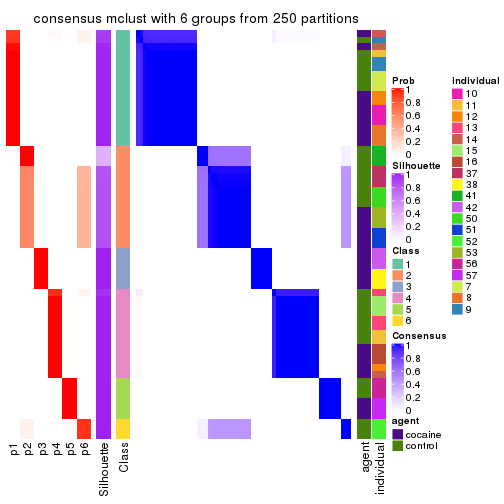 consensus mclust with 6 groups from 250 partitions
Prob
1
0.8
0.6
0.4
0.2
0
Silhouette
1
0.8
0.6
0.4
0.2
0
Class
1
2
3
4
5
6
Consensus
1
0.8
0.6
0.4
0.2
0
agent
cocaine
control
individual
10
11
12
13
14
15
16
37
38
41
42
50
51
52
53
56
57
7
8
9
p1
p2
p3
p4
p5
p6
Silhouette
Class
agent
individual